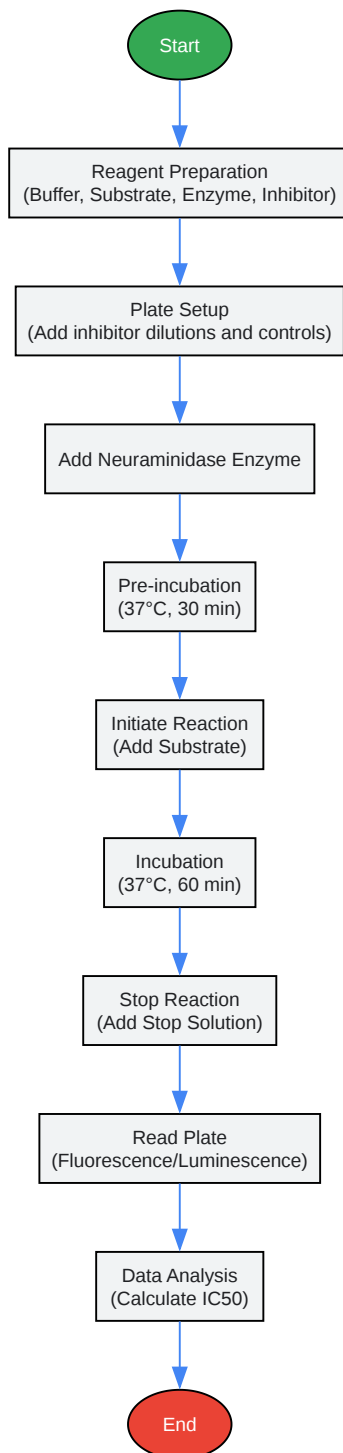 Start
Reagent Preparation
(Buffer, Substrate, Enzyme, Inhibitor)
Plate Setup
(Add inhibitor dilutions and controls)
Add Neuraminidase Enzyme
Pre-incubation
(37°C, 30 min)
Initiate Reaction
(Add Substrate)
Incubation
(37°C, 60 min)
Stop Reaction
(Add Stop Solution)
Read Plate
(Fluorescence/Luminescence)
Data Analysis
(Calculate IC50)
End